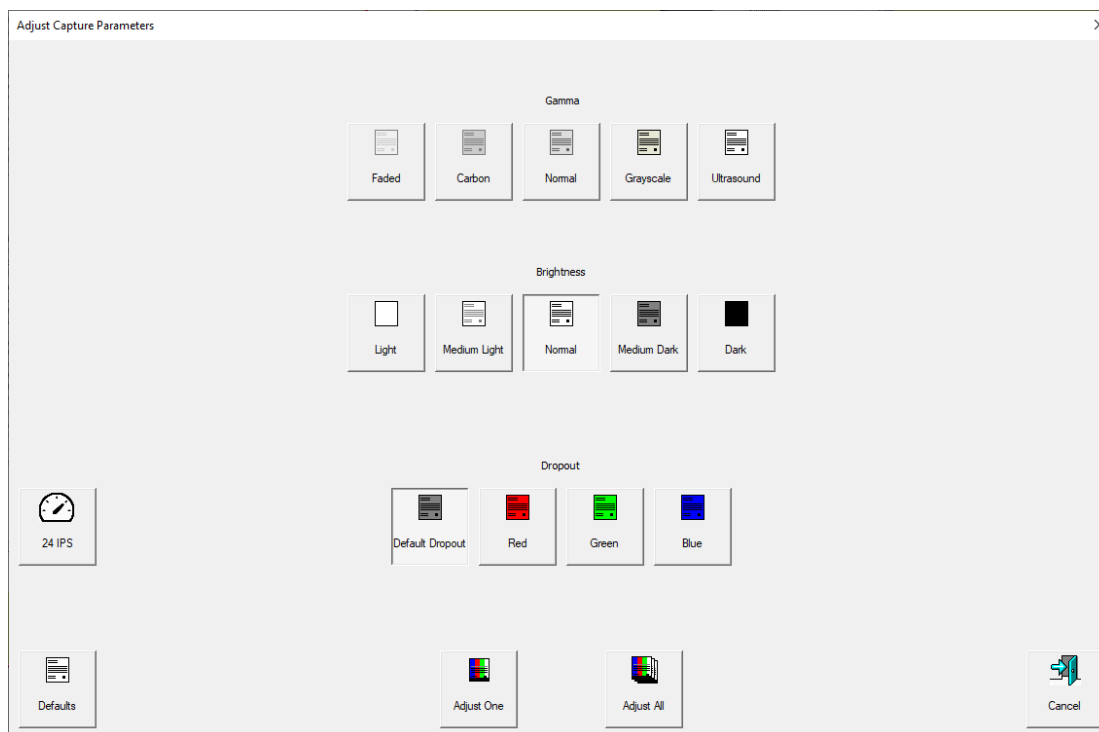 Adjust Capture Parameters
Gamma
Faded
Carbon
Normal
Grayscale
Ultrasound
Brightness
Light
Medium Light
Normal
Medium Dark
Dark
Dropout
24 IPS
Default Dropout
Red
Green
Blue
Defaults
Adjust One
Adjust All
Cancel